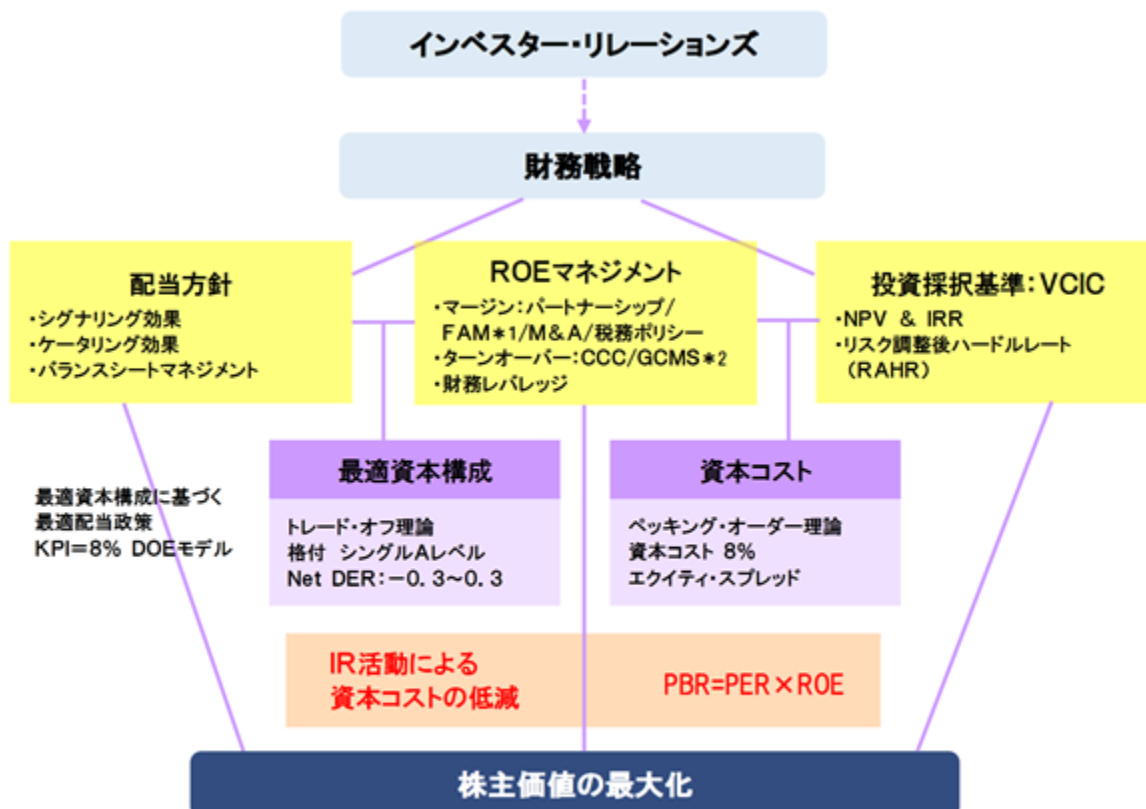 インベスター・リレーションズ
財務戦略
配当方針
・シグナリング効果
・ケータリング効果
・バランスシートマネジメント
ROEマネジメント
・マージン:パートナーシップ/
FAM*1/M&A/税務ポリシー
・ターンオーバー:CCC/GCMS*2
・財務レバレッジ
投資採択基準:VCIC
・NPV & IRR
・リスク調整後ハードルレート
(RAHR)
最適資本構成に基づく
最適配当政策
KPI=8% DOEモデル
最適資本構成
トレード・オフ理論
格付 シングルAレベル
Net DER:-0.3~0.3
資本コスト
ペッキング・オーダー理論
資本コスト 8%
エクイティ・スプレッド
IR活動による
資本コストの低減
PBR=PER×ROE
株主価値の最大化